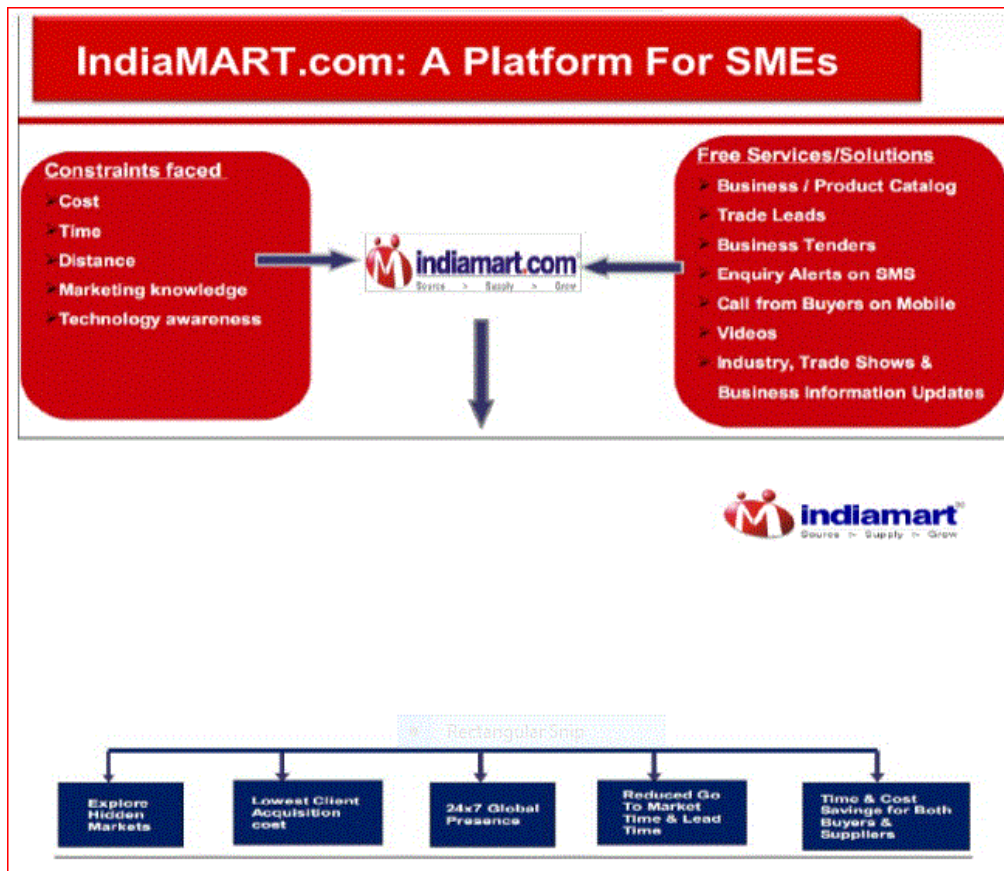 IndiaMART.com: A Platform For SMEs
Constraints faced
Cost
Time
Distance
Marketing knowledge
Technology awareness
indiamart.com
Source > Supply > Grow
Free Services/Solutions
Business / Product Catalog
Trade Leads
Business Tenders
Enquiry Alerts on SMS
Call from Buyers on Mobile
Videos
Industry, Trade Shows &
Business Information Updates
indiamart
Source > Supply > Grow
Rectangular Snip
Explore
Hidden
Markets
Lowest Client
Acquisition
cost
24x7 Global
Presence
Reduced Go
To Market
Time & Lead
Time
Time & Cost
Saving for Both
Buyers &
Suppliers